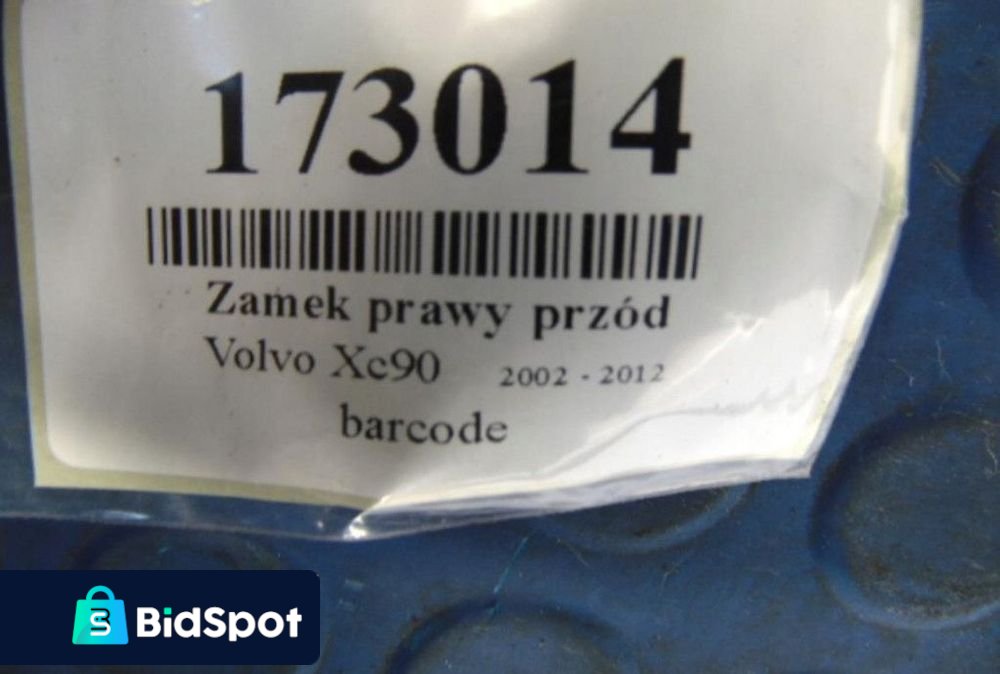 173014
Zamek prawy przód
Volvo Xc90 2002 - 2012
barcode
BidSpot